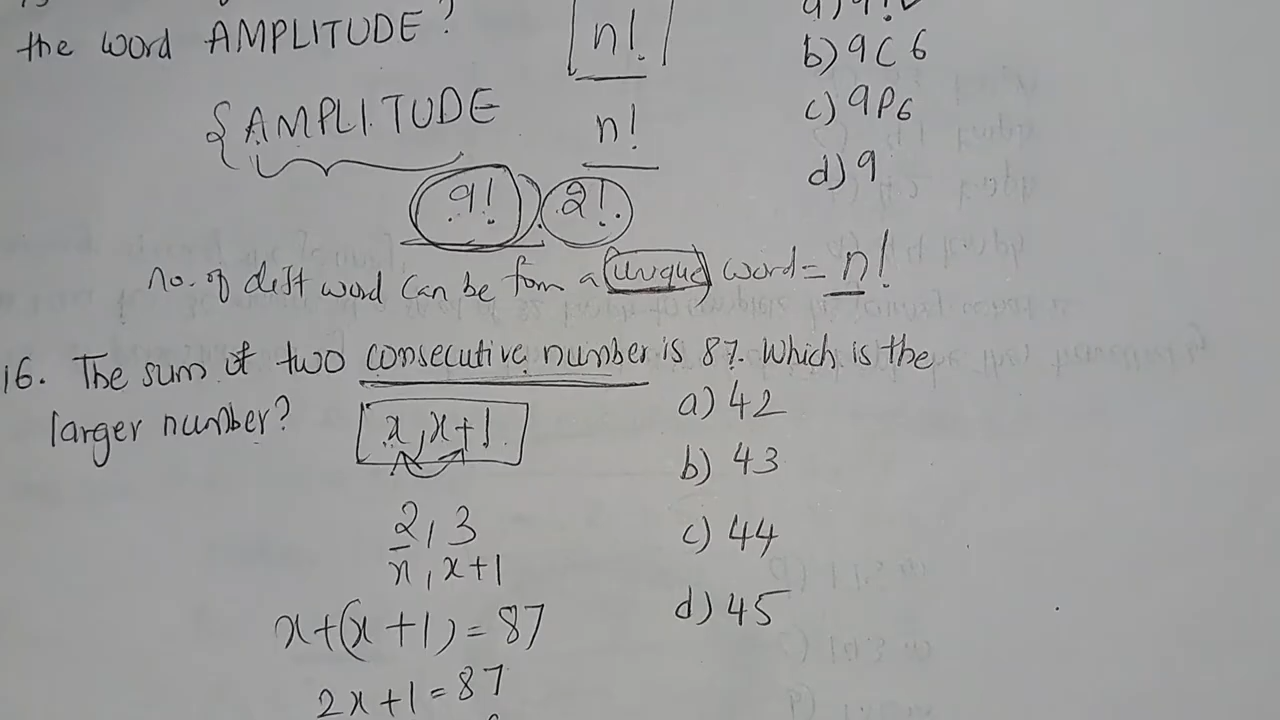 a) 9!
the word AMPLITUDE? n! b) 9C6
{AMPLITUDE n! c) 9P6
9!). 2!. d) 9
no. of diff word can be form a unique word = n!
16. The sum of two consecutive number is 87. Which is the
larger number? x, x+1. a) 42
b) 43
2, 3 c) 44
n, x+1
x+(x+1)=87 d) 45
2x+1=87